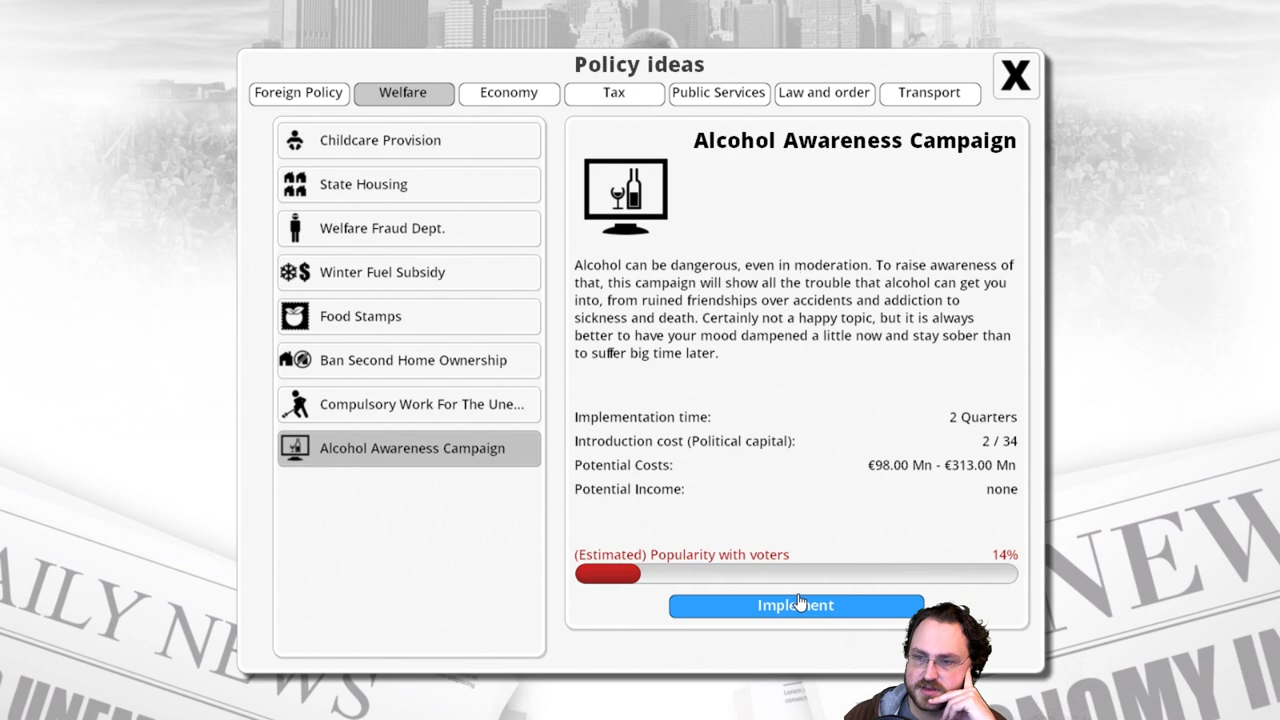 Policy ideas
X
Foreign Policy
Welfare
Economy
Tax
Public Services
Law and order
Transport
Childcare Provision
State Housing
Welfare Fraud Dept.
Winter Fuel Subsidy
Food Stamps
Ban Second Home Ownership
Compulsory Work For The Une...
Alcohol Awareness Campaign
Alcohol Awareness Campaign
Alcohol can be dangerous, even in moderation. To raise awareness of
that, this campaign will show all the trouble that alcohol can get you
into, from ruined friendships over accidents and addiction to
sickness and death. Certainly not a happy topic, but it is always
better to have your mood dampened a little now and stay sober than
to suffer big time later.
Implementation time: 2 Quarters
Introduction cost (Political capital): 2 / 34
Potential Costs: €98.00 Mn - €313.00 Mn
Potential Income: none
(Estimated) Popularity with voters 14%
Implement
AILY NEWS
NEW